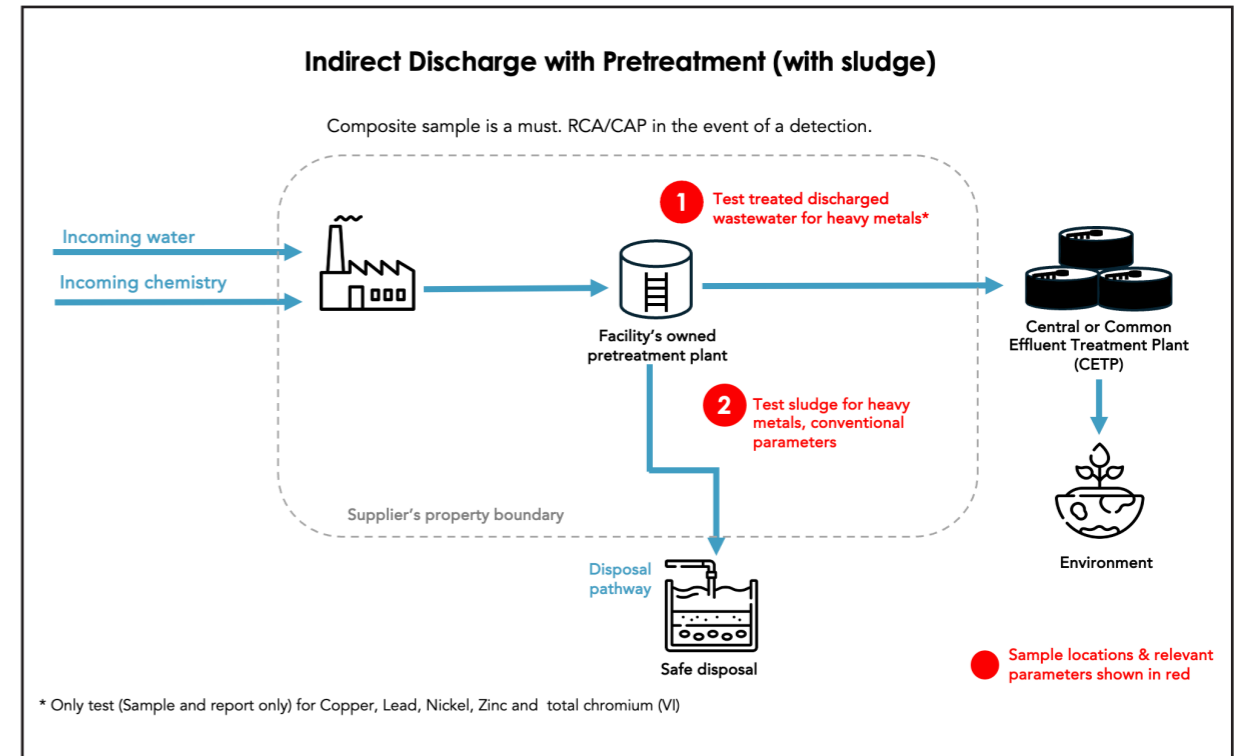 Indirect Discharge with Pretreatment (with sludge)
Composite sample is a must. RCA/CAP in the event of a detection.
1
Test treated discharged
wastewater for heavy metals*
Incoming water
Incoming chemistry
Facility's owned
pretreatment plant
Central or Common
Effluent Treatment Plant
(CETP)
2
Test sludge for heavy
metals, conventional
parameters
Supplier's property boundary
Environment
Disposal
pathway
Safe disposal
Sample locations & relevant
parameters shown in red
* Only test (Sample and report only) for Copper, Lead, Nickel, Zinc and total chromium (VI)